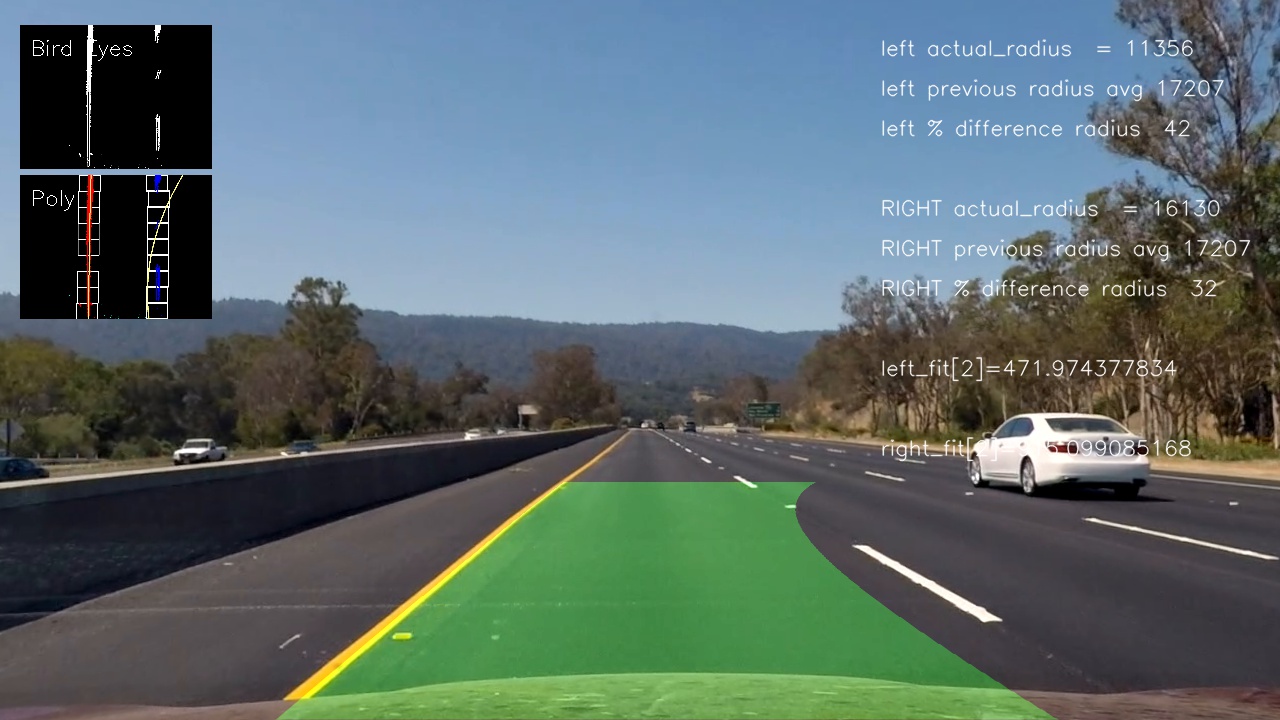 Bird Eyes
Poly
left actual_radius = 11356
left previous radius avg 17207
left % difference radius 42
RIGHT actual_radius = 16130
RIGHT previous radius avg 17207
RIGHT % difference radius 32
left_fit[2]=471.974377834